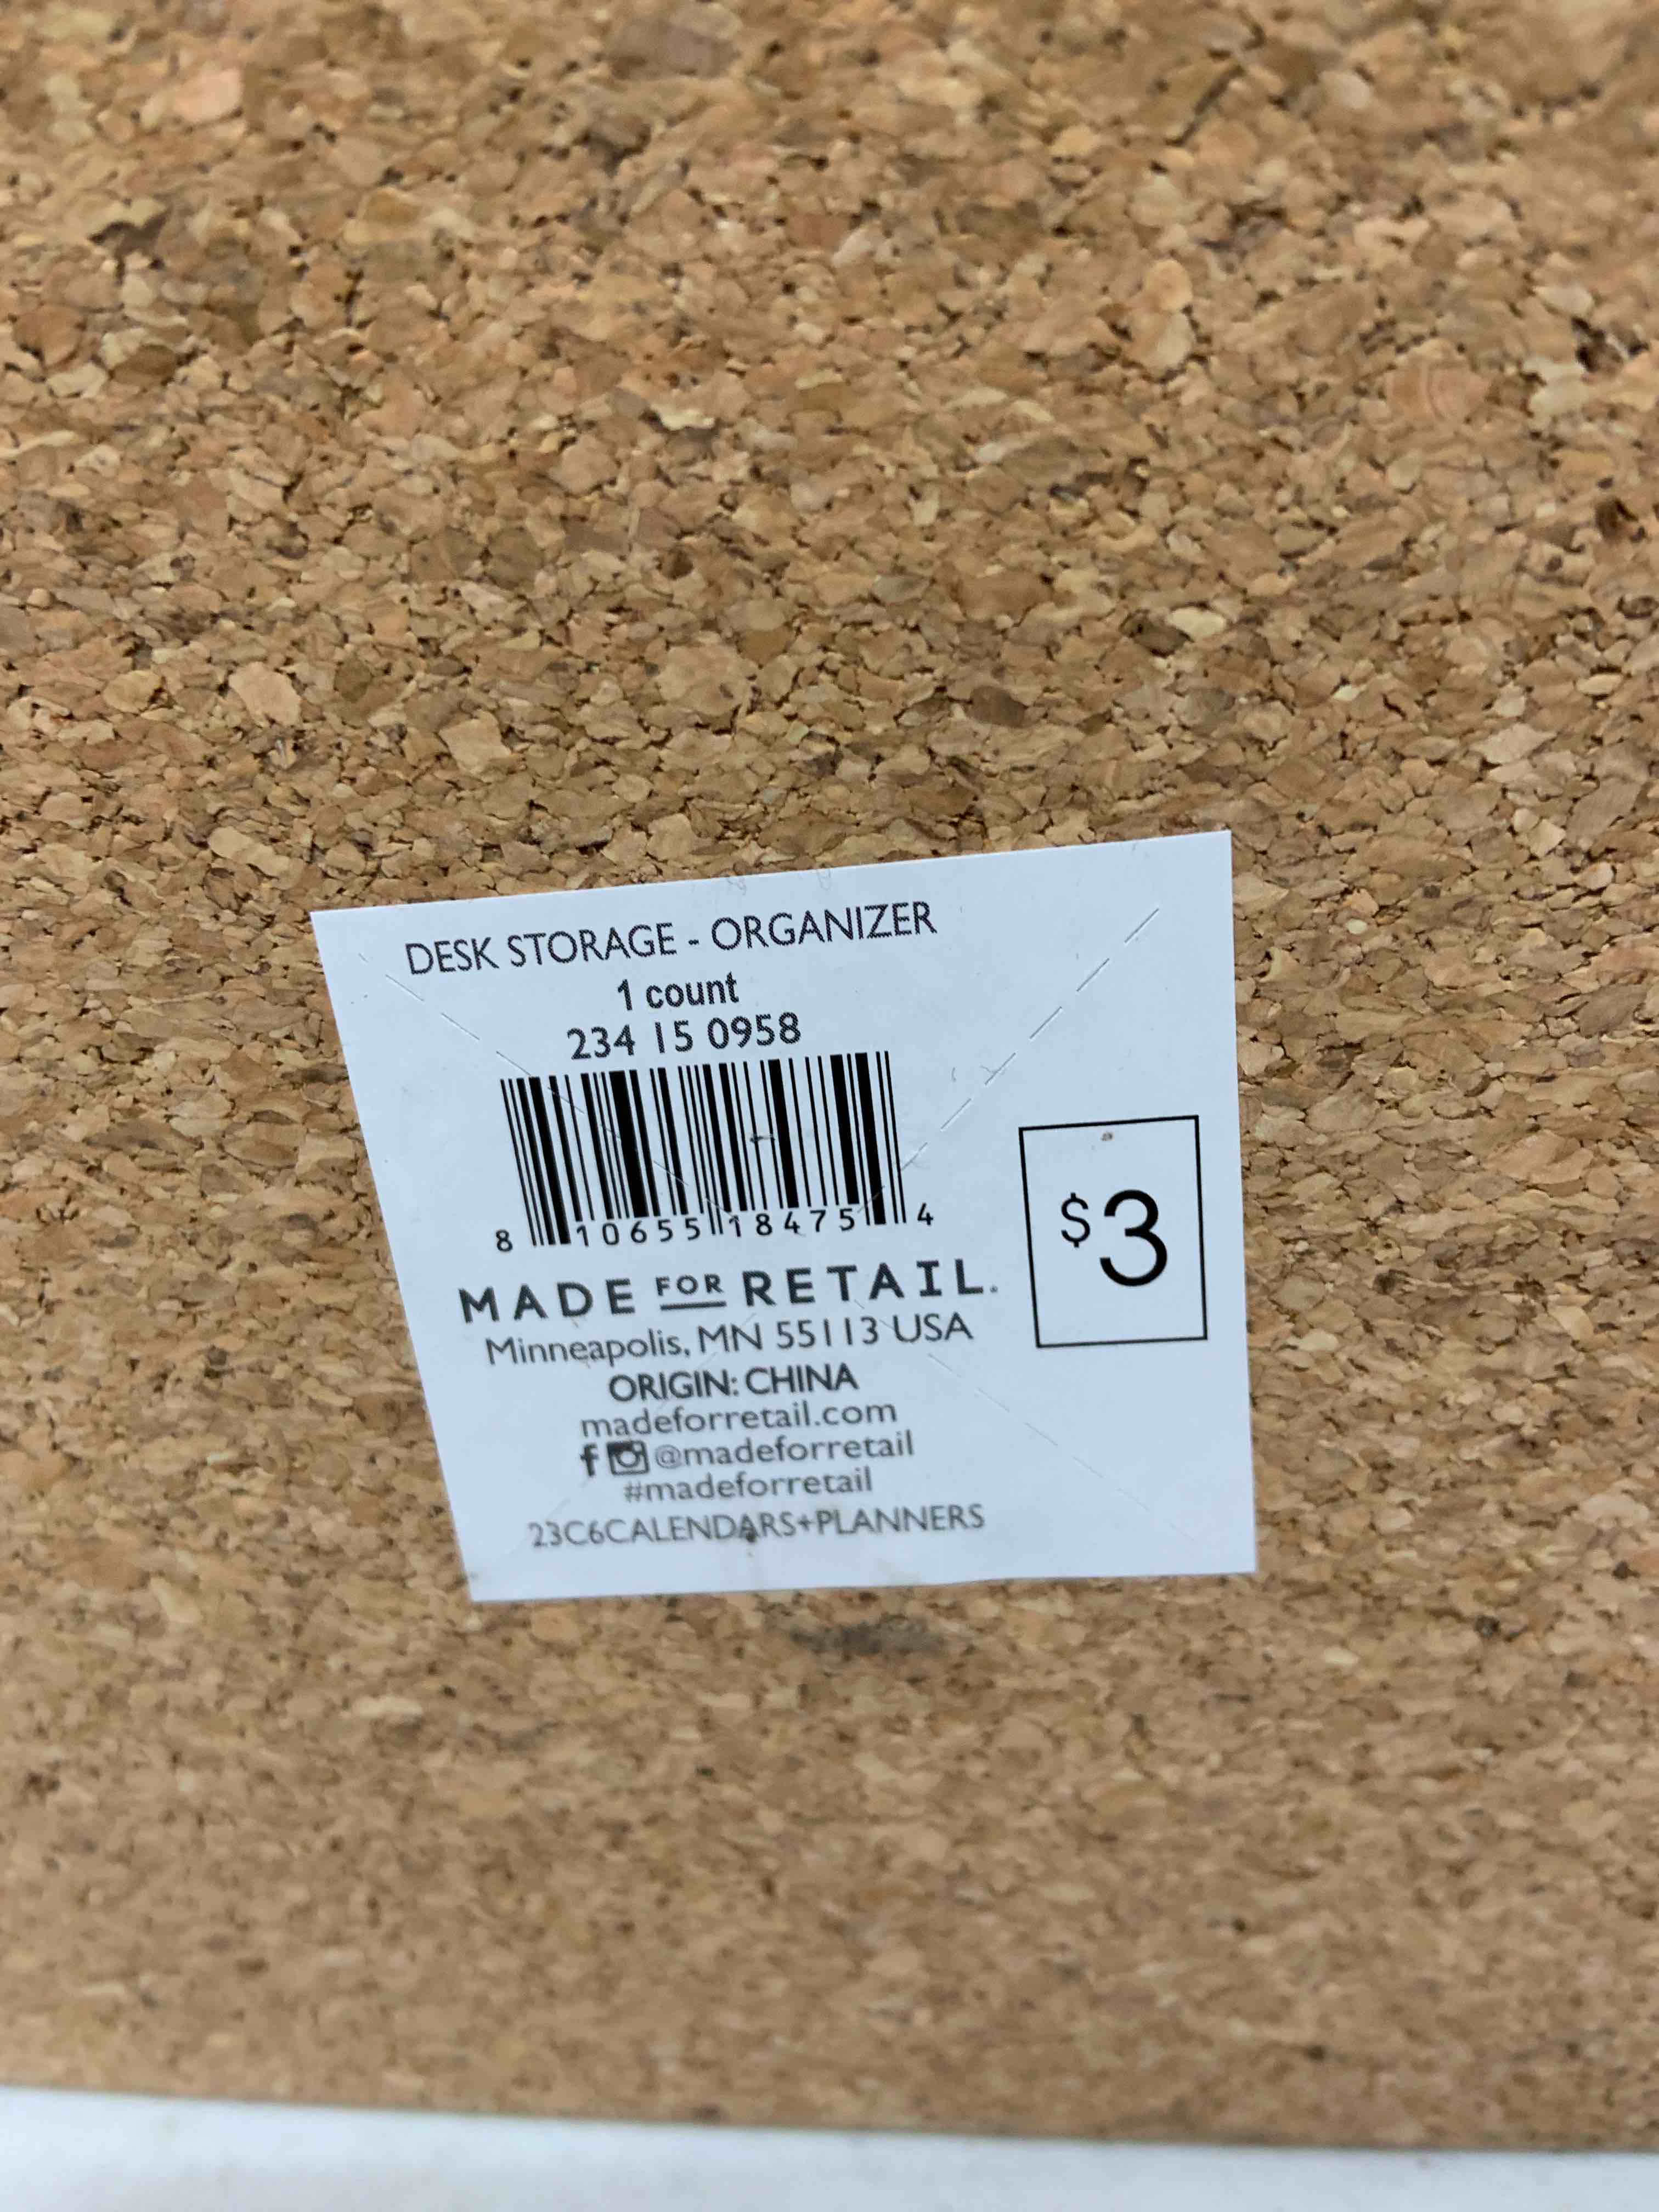 DESK STORAGE - ORGANIZER
1 count
234 15 0958
8 10655 18475 4
MADE FOR RETAIL.
Minneapolis, MN 55113 USA
ORIGIN: CHINA
madeforretail.com
@madeforretail
#madeforretail
23C6CALENDARS+PLANNERS
$3